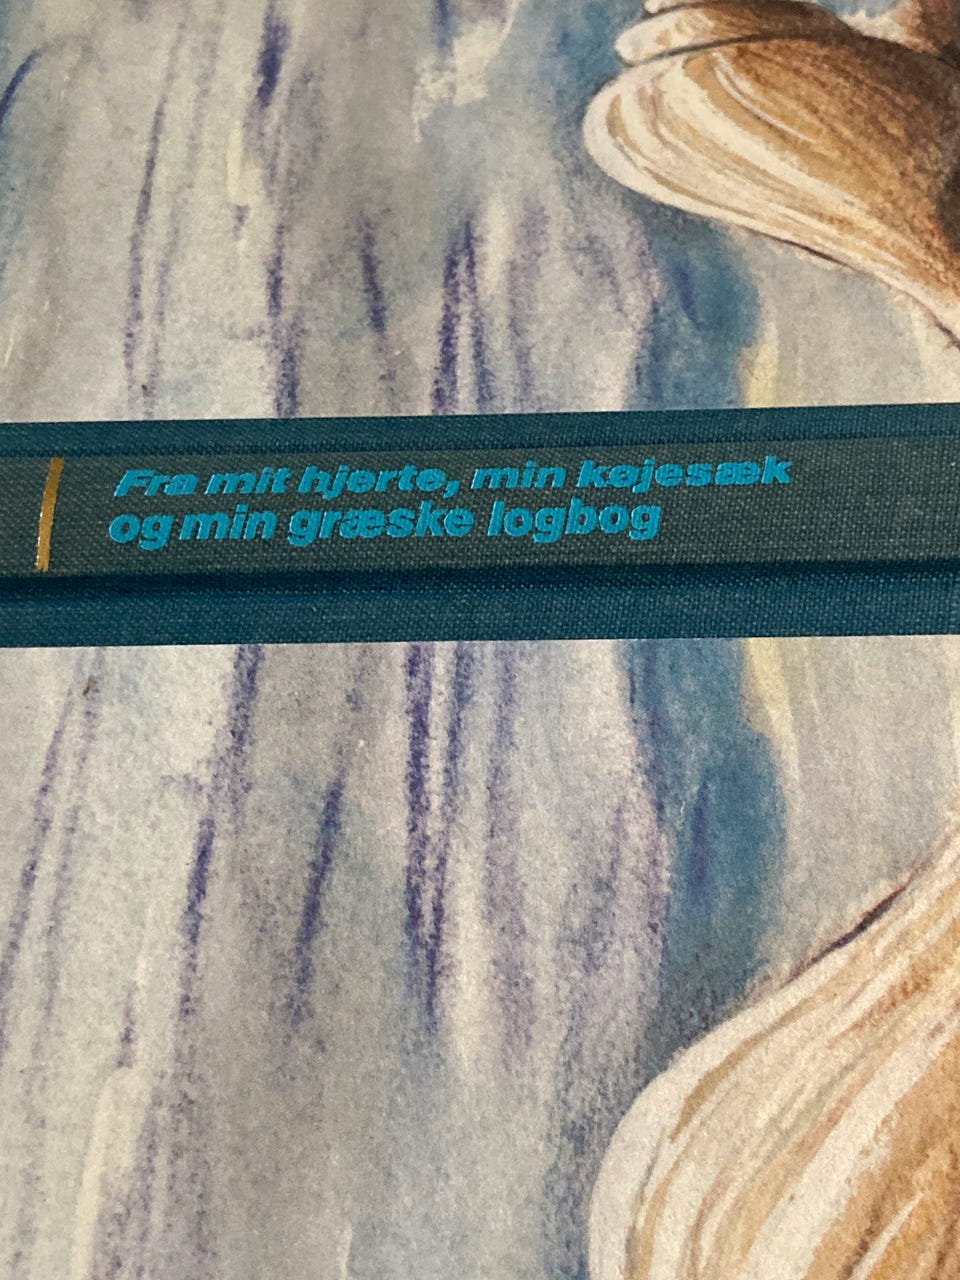 Fra mit hjerte, min køjesæk
og min græske logbog